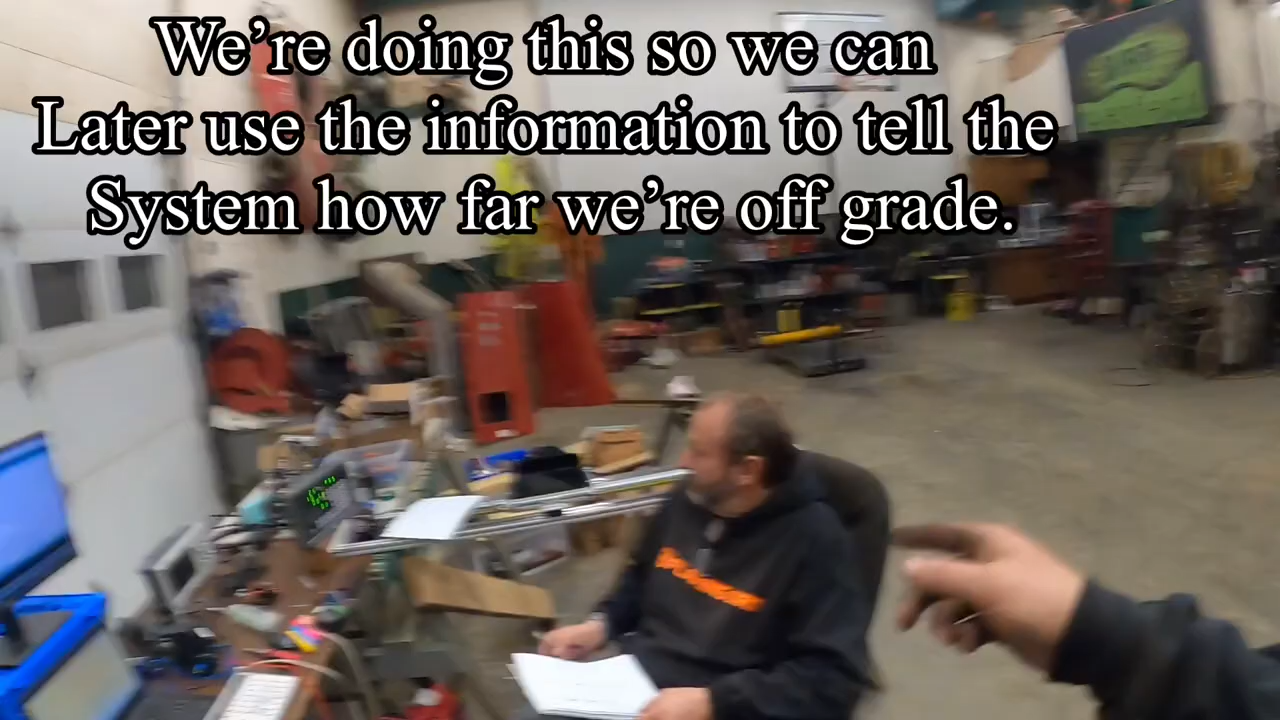 We’re doing this so we can
Later use the information to tell the
System how far we’re off grade.